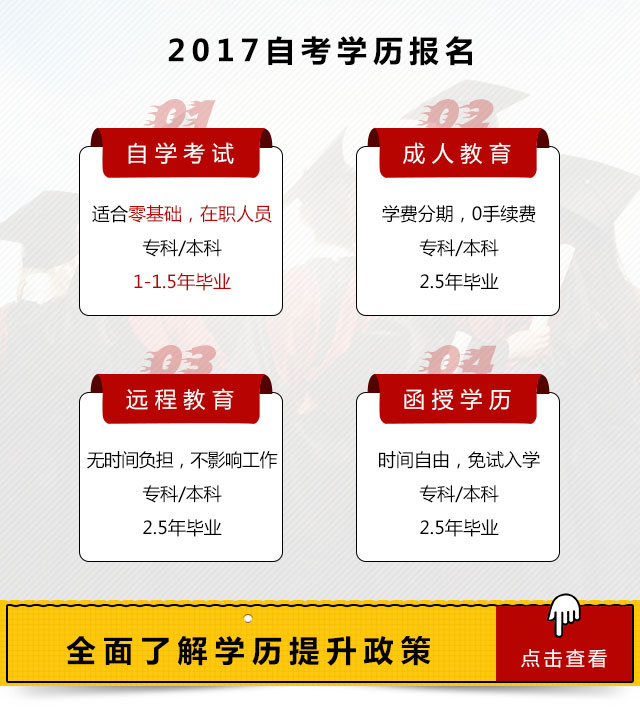 2017自考学历报名
01
自学考试
适合零基础，在职人员
专科/本科
1-1.5年毕业
02
成人教育
学费分期，0手续费
专科/本科
2.5年毕业
03
远程教育
无时间负担，不影响工作
专科/本科
2.5年毕业
04
函授学历
时间自由，免试入学
专科/本科
2.5年毕业
全面了解学历提升政策
点击查看